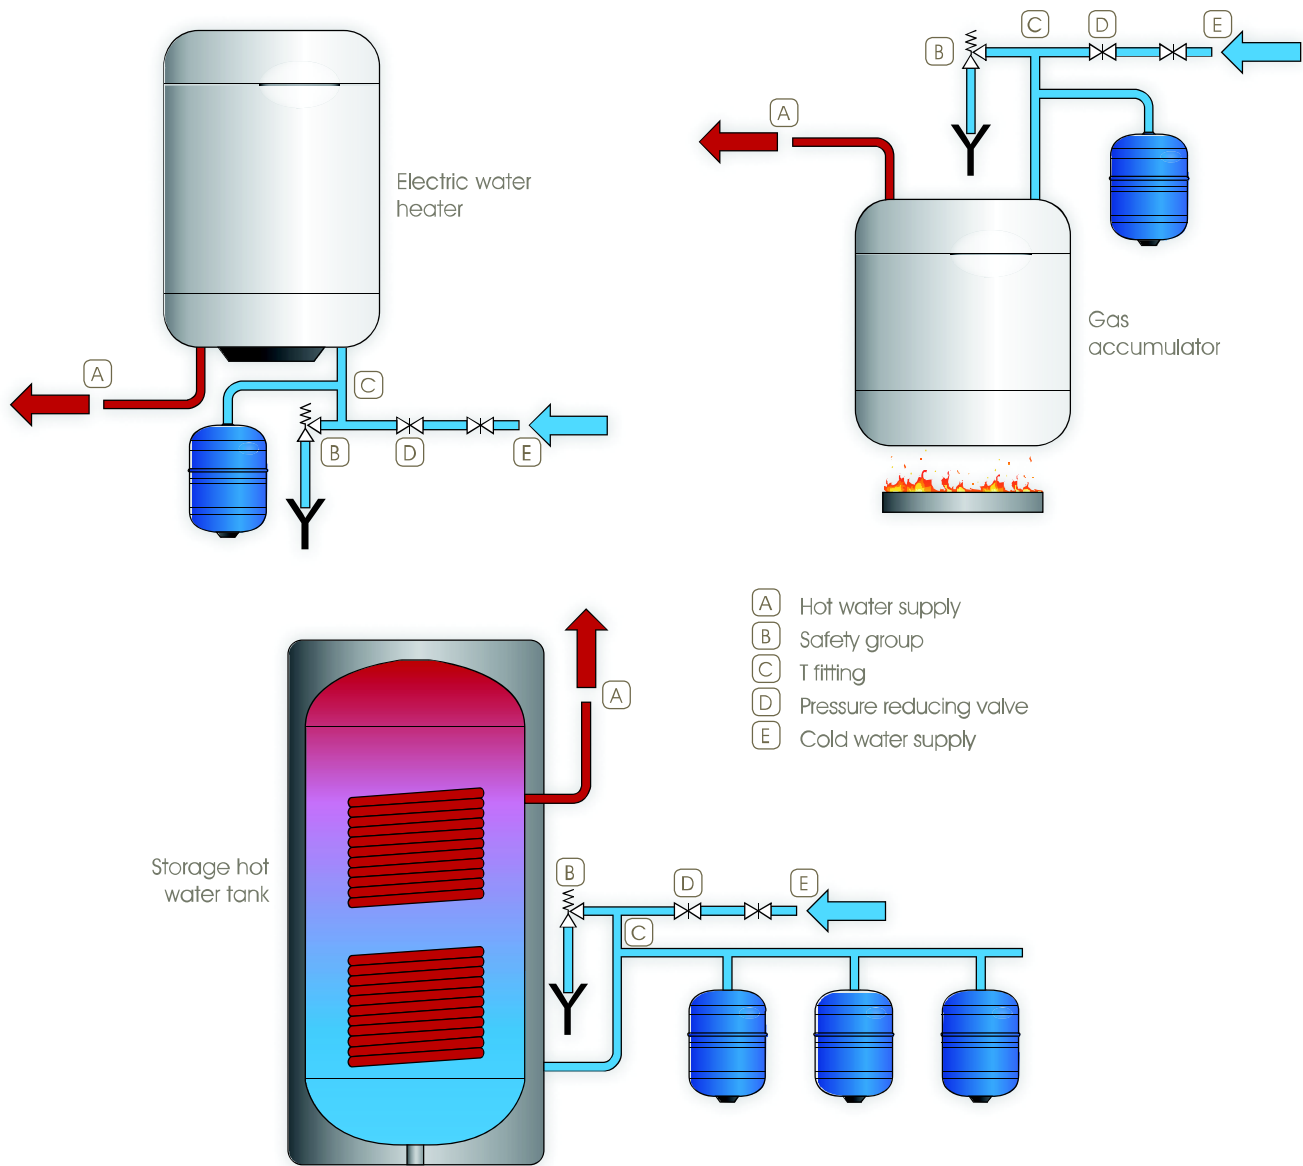 C
D
E
B
A
Electric water
heater
Gas
accumulator
A
C
B
D
E
A Hot water supply
B Safety group
C T fitting
D Pressure reducing valve
E Cold water supply
A
Storage hot
water tank
B
D
E
C